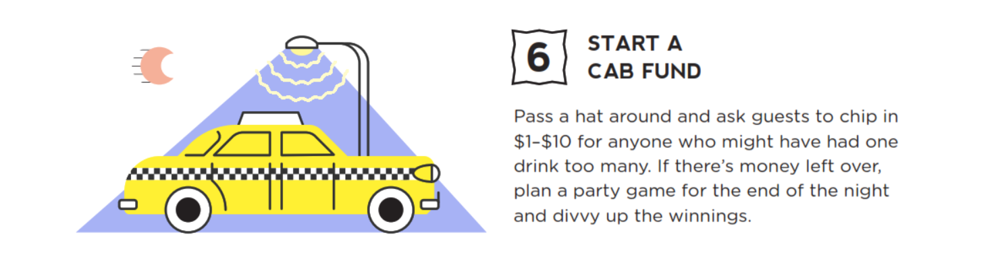 6
START A
CAB FUND
Pass a hat around and ask guests to chip in
$1–$10 for anyone who might have had one
drink too many. If there’s money left over,
plan a party game for the end of the night
and divvy up the winnings.